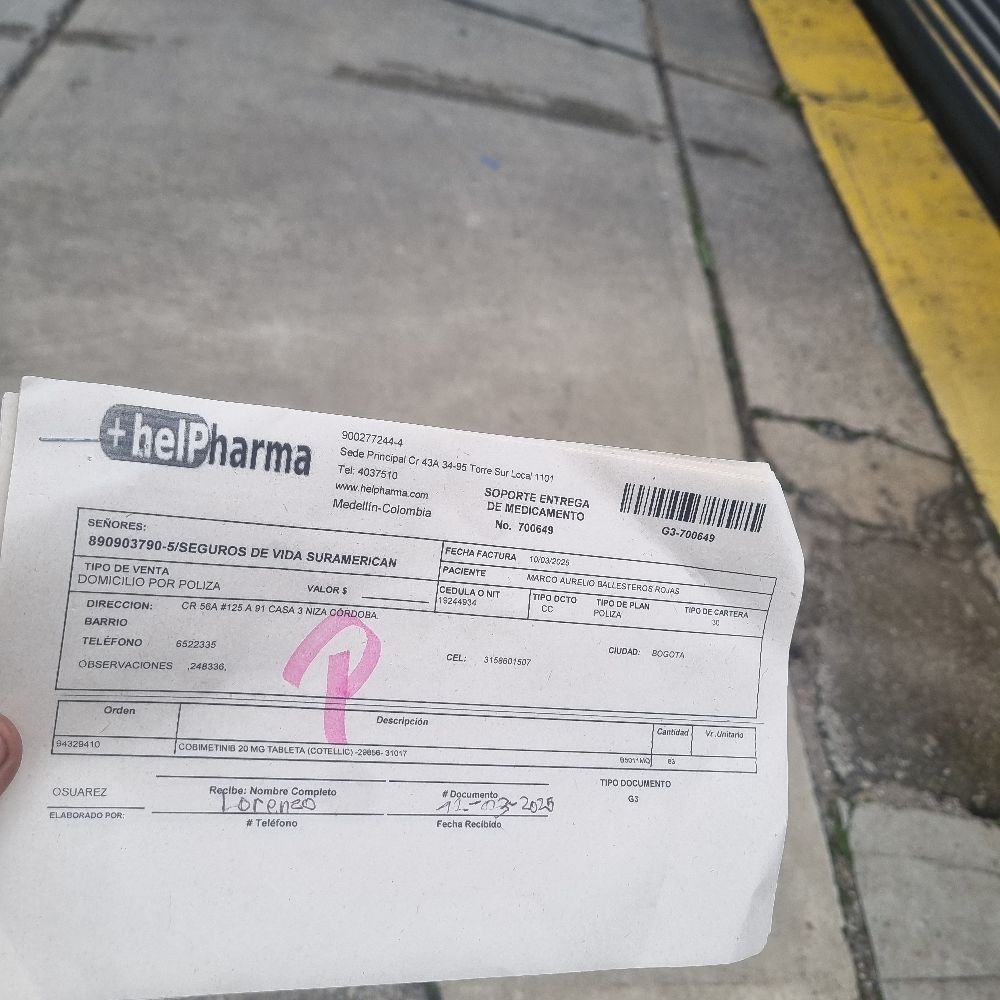 +helPharma
900277244-4
Sede Principal Cr 43A 34-95 Torre Sur Local 1101
Tel: 4037510
www.helpharma.com
Medellín-Colombia
SOPORTE ENTREGA
DE MEDICAMENTO
No. 700649
G3-700649
SEÑORES:
890903790-5/SEGUROS DE VIDA SURAMERICAN
FECHA FACTURA 10/03/2025
PACIENTE MARCO AURELIO BALLESTEROS ROJAS
TIPO DE VENTA
DOMICILIO POR POLIZA VALOR $
CEDULA O NIT TIPO DCTO TIPO DE PLAN TIPO DE CARTERA
19244934 CC POLIZA 30
DIRECCION: CR 56A #125 A 91 CASA 3 NIZA CÓRDOBA
BARRIO
TELÉFONO 6522335 CEL: 3158601507 CIUDAD: BOGOTA
OBSERVACIONES ,248336,
P
Orden Descripción Cantidad Vr.Unitario
94329410 COBIMETINIB 20 MG TABLETA (COTELLIC) -29866- 31017 63
OSUAREZ
ELABORADO POR:
Recibe: Nombre Completo # Documento
Lorenzo 11-03-2025
# Teléfono Fecha Recibido
TIPO DOCUMENTO
G3